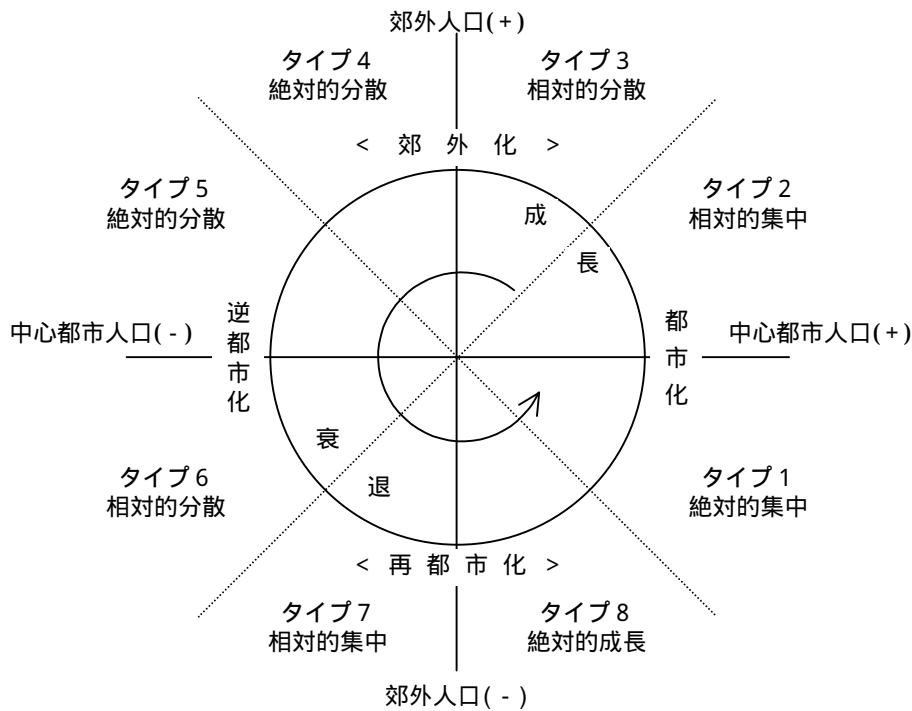 郊外人口(+)
タイプ4
絶対的分散
タイプ3
相対的分散
< 郊 外 化 >
タイプ5
絶対的分散
成
長
タイプ2
相対的集中
中心都市人口(-)
逆都市化
都市化
中心都市人口(+)
衰
退
タイプ6
相対的分散
タイプ1
絶対的集中
< 再 都 市 化 >
タイプ7
相対的集中
タイプ8
絶対的成長
郊外人口(-)